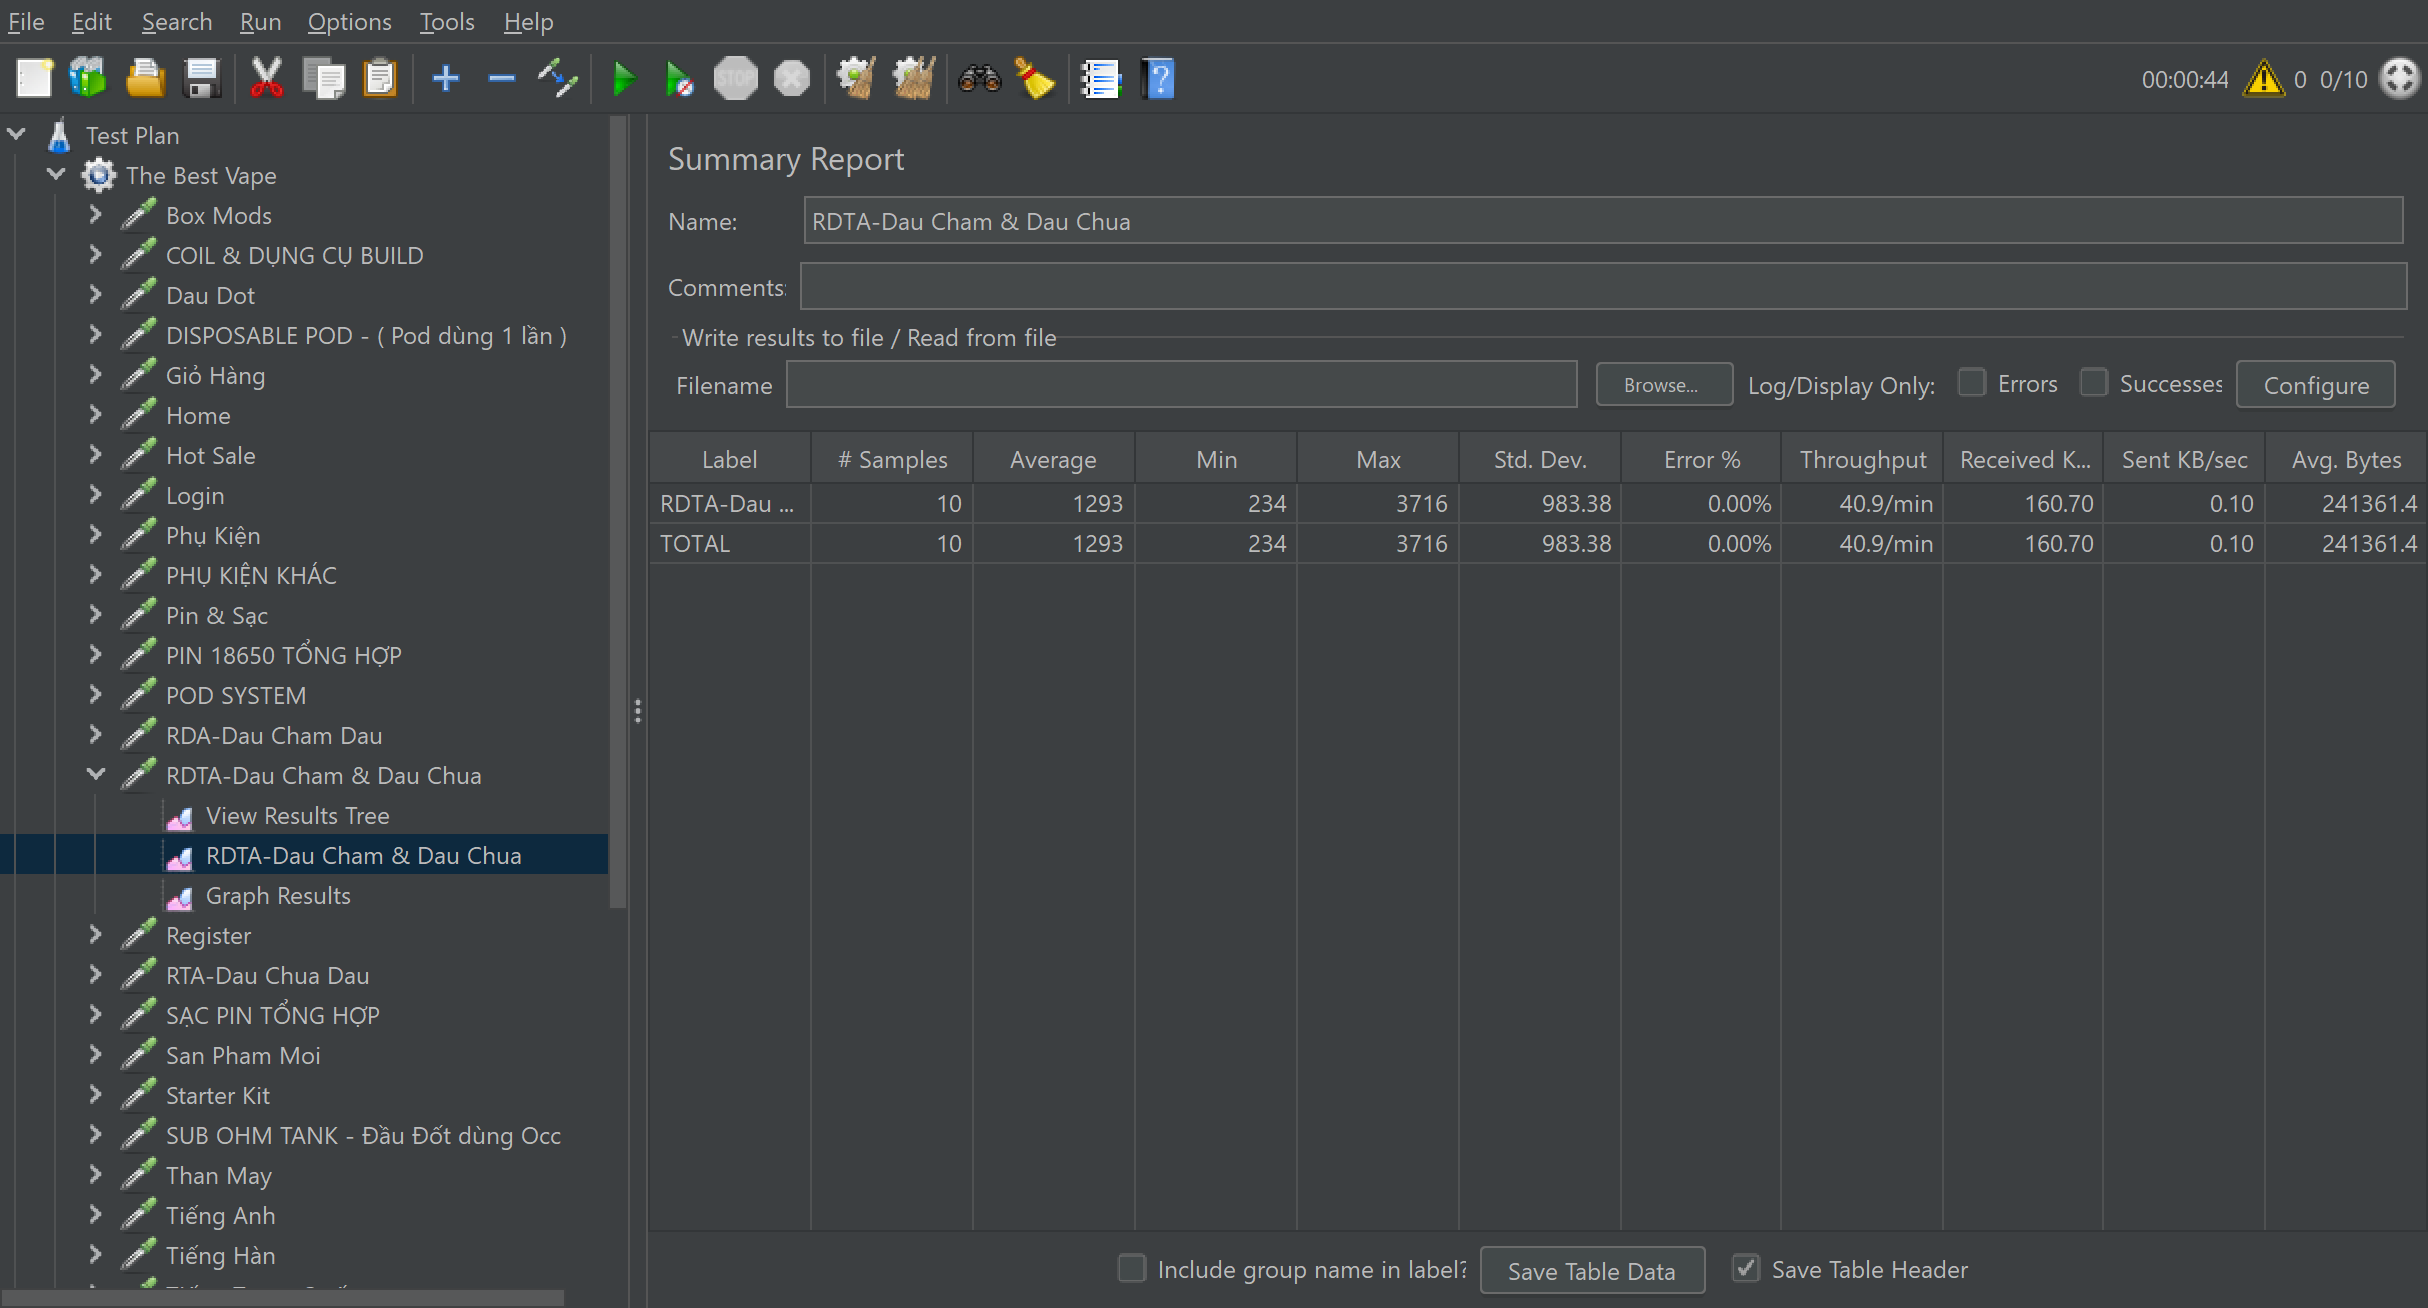 File Edit Search Run Options Tools Help
STOP
00:00:44 0 0/10
Test Plan
The Best Vape
Box Mods
COIL & DỤNG CỤ BUILD
Dau Dot
DISPOSABLE POD - ( Pod dùng 1 lần )
Giỏ Hàng
Home
Hot Sale
Login
Phụ Kiện
PHỤ KIỆN KHÁC
Pin & Sạc
PIN 18650 TỔNG HỢP
POD SYSTEM
RDA-Dau Cham Dau
RDTA-Dau Cham & Dau Chua
View Results Tree
RDTA-Dau Cham & Dau Chua
Graph Results
Register
RTA-Dau Chua Dau
SẠC PIN TỔNG HỢP
San Pham Moi
Starter Kit
SUB OHM TANK - Đầu Đốt dùng Occ
Than May
Tiếng Anh
Tiếng Hàn
Summary Report
Name: RDTA-Dau Cham & Dau Chua
Comments:
Write results to file / Read from file
Filename Browse... Log/Display Only: Errors Successes Configure
Label # Samples Average Min Max Std. Dev. Error % Throughput Received K... Sent KB/sec Avg. Bytes
RDTA-Dau ... 10 1293 234 3716 983.38 0.00% 40.9/min 160.70 0.10 241361.4
TOTAL 10 1293 234 3716 983.38 0.00% 40.9/min 160.70 0.10 241361.4
Include group name in label? Save Table Data Save Table Header